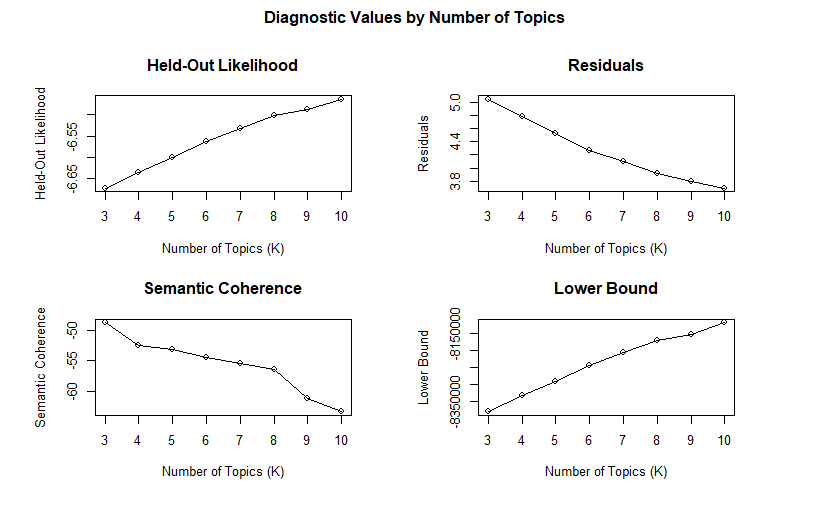 Diagnostic Values by Number of Topics
Held-Out Likelihood
Held-Out Likelihood
-6.55
-6.65
3 4 5 6 7 8 9 10
Number of Topics (K)
Residuals
Residuals
5.0
4.4
3.8
3 4 5 6 7 8 9 10
Number of Topics (K)
Semantic Coherence
Semantic Coherence
-50
-55
-60
3 4 5 6 7 8 9 10
Number of Topics (K)
Lower Bound
Lower Bound
-8150000
-8350000
3 4 5 6 7 8 9 10
Number of Topics (K)